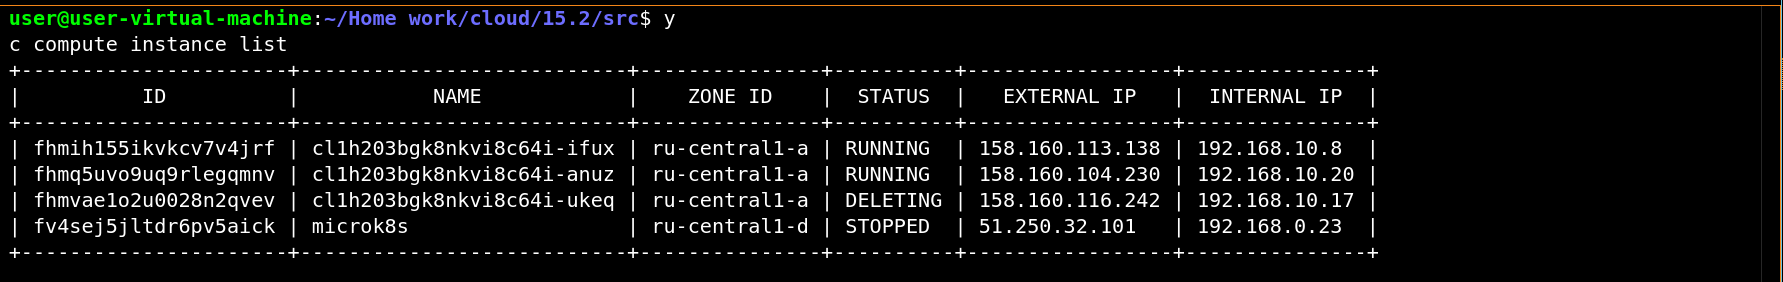 user@user-virtual-machine:~/Home work/cloud/15.2/src$ y
c compute instance list
+----------------------+---------------------------+---------------+----------+-----------------+---------------+
|          ID          |           NAME            |    ZONE ID    |  STATUS  |   EXTERNAL IP   |  INTERNAL IP  |
+----------------------+---------------------------+---------------+----------+-----------------+---------------+
| fhmih155ikvkcv7v4jrf | cl1h203bgk8nkvi8c64i-ifux | ru-central1-a | RUNNING  | 158.160.113.138 | 192.168.10.8  |
| fhmq5uvo9uq9rlegqmnv | cl1h203bgk8nkvi8c64i-anuz | ru-central1-a | RUNNING  | 158.160.104.230 | 192.168.10.20 |
| fhmvae1o2u0028n2qvev | cl1h203bgk8nkvi8c64i-ukeq | ru-central1-a | DELETING | 158.160.116.242 | 192.168.10.17 |
| fv4sej5jltdr6pv5aick | microk8s                  | ru-central1-d | STOPPED  | 51.250.32.101   | 192.168.0.23  |
+----------------------+---------------------------+---------------+----------+-----------------+---------------+